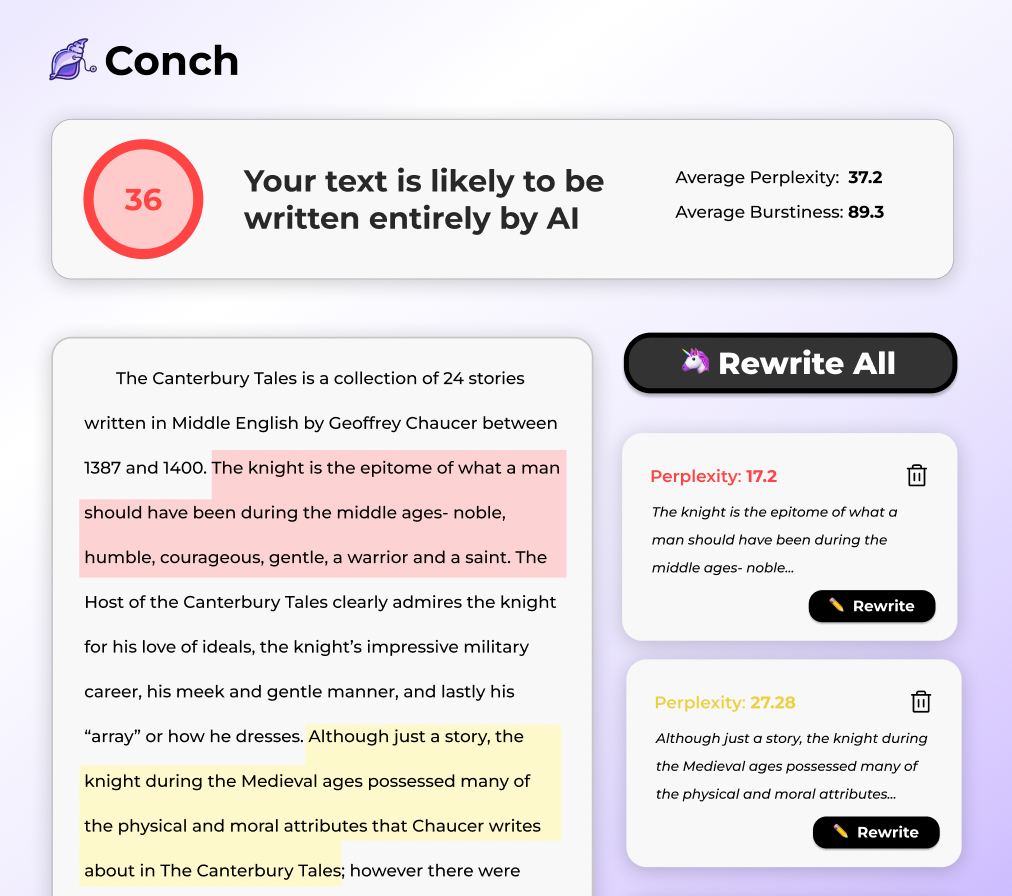 Conch
36
Your text is likely to be
written entirely by AI
Average Perplexity: 37.2
Average Burstiness: 89.3
The Canterbury Tales is a collection of 24 stories
written in Middle English by Geoffrey Chaucer between
1387 and 1400. The knight is the epitome of what a man
should have been during the middle ages- noble,
humble, courageous, gentle, a warrior and a saint. The
Host of the Canterbury Tales clearly admires the knight
for his love of ideals, the knight’s impressive military
career, his meek and gentle manner, and lastly his
“array” or how he dresses. Although just a story, the
knight during the Medieval ages possessed many of
the physical and moral attributes that Chaucer writes
about in The Canterbury Tales; however there were
Rewrite All
Perplexity: 17.2
The knight is the epitome of what a
man should have been during the
middle ages- noble...
Rewrite
Perplexity: 27.28
Although just a story, the knight during
the Medieval ages possessed many of
the physical and moral attributes...
Rewrite